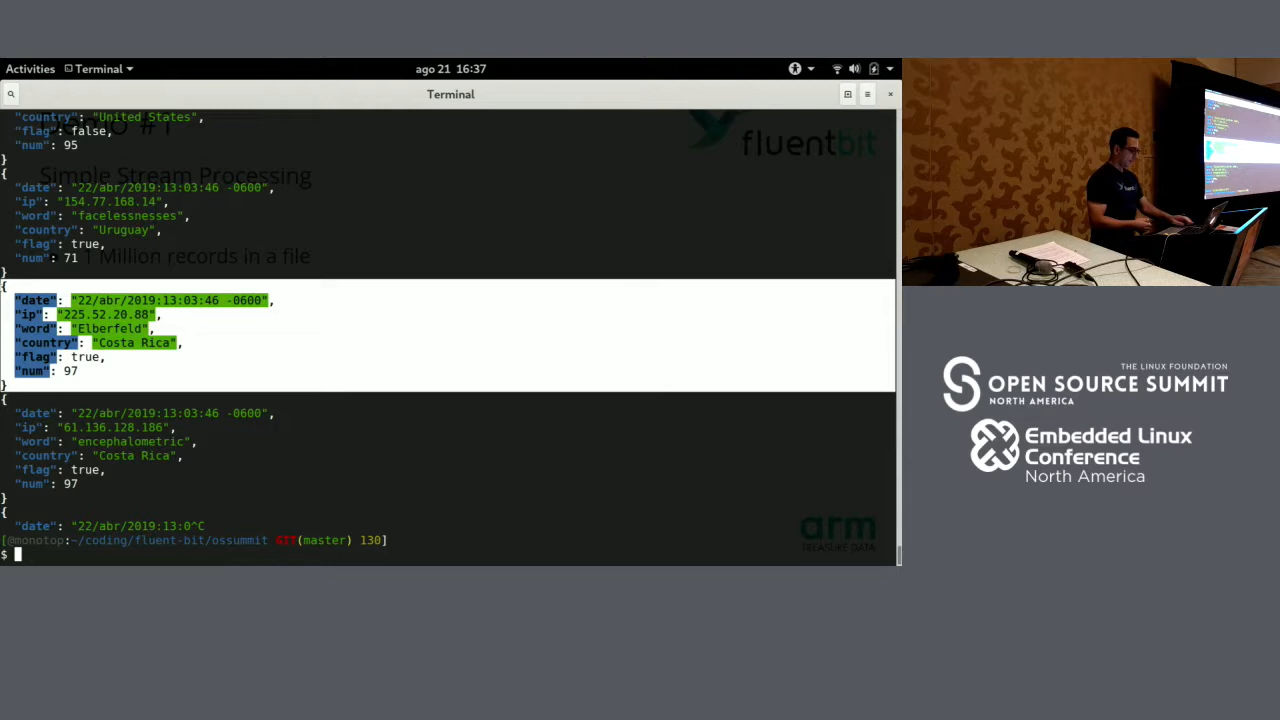 Activities
Terminal
ago 21 16:37
Terminal
"country": "United States",
"flag": false,
"num": 95
}
{
"date": "22/abr/2019:13:03:46 -0600",
"ip": "154.77.168.14",
"word": "facelessnesses",
"country": "Uruguay",
"flag": true,
"num": 71
}
{
"date": "22/abr/2019:13:03:46 -0600",
"ip": "225.52.20.88",
"word": "Elberfeld",
"country": "Costa Rica",
"flag": true,
"num": 97
}
{
"date": "22/abr/2019:13:03:46 -0600",
"ip": "61.136.128.186",
"word": "encephalometric",
"country": "Costa Rica",
"flag": true,
"num": 97
}
{
"date": "22/abr/2019:13:0^C
[@monotop:~/coding/fluent-bit/ossummit GIT(master) 130]
$
Demo #1
fluentbit
Simple Stream Processing
1 Million records in a file
arm
TREASURE DATA
THE LINUX FOUNDATION
OPEN SOURCE SUMMIT
NORTH AMERICA
Embedded Linux
Conference
North America